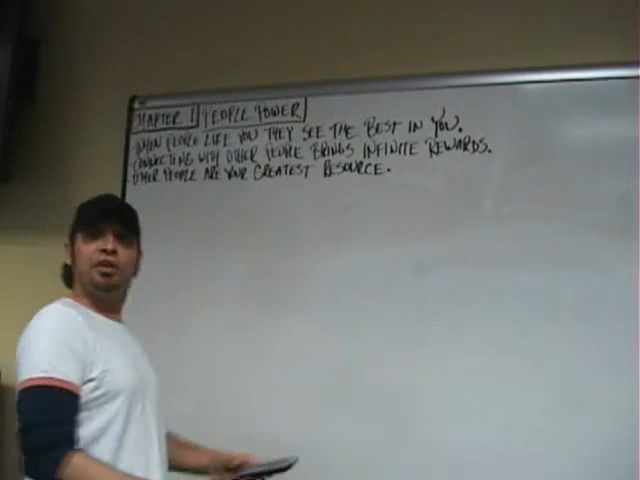 CHAPTER 1 PEOPLE POWER
WHEN PEOPLE LIKE YOU THEY SEE THE BEST IN YOU.
CONNECTING WITH OTHER PEOPLE BRINGS INFINITE REWARDS.
OTHER PEOPLE ARE YOUR GREATEST RESOURCE.